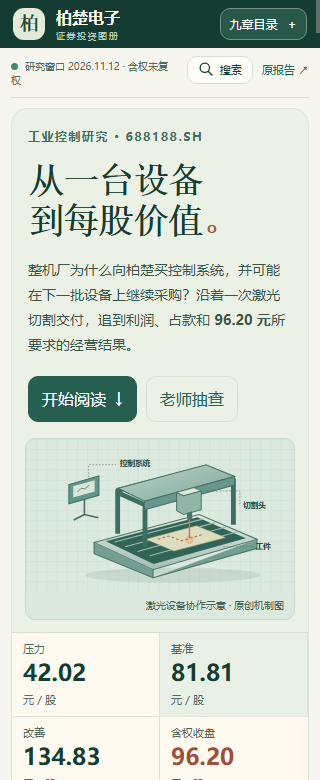 柏
柏楚电子
证券投资图册
九章目录 +
研究窗口 2026.11.12 · 含权未复
权
搜索
原报告 ↗
工业控制研究 • 688188.SH
从一台设备
到每股价值。
整机厂为什么向柏楚买控制系统，并可能
在下一批设备上继续采购？沿着一次激光
切割交付，追到利润、占款和 96.20 元所
要求的经营结果。
开始阅读 ↓
老师抽查
控制系统
切割头
工件
激光设备协作示意 · 原创机制图
压力
42.02
元 / 股
基准
81.81
元 / 股
改善
134.83
含权收盘
96.20